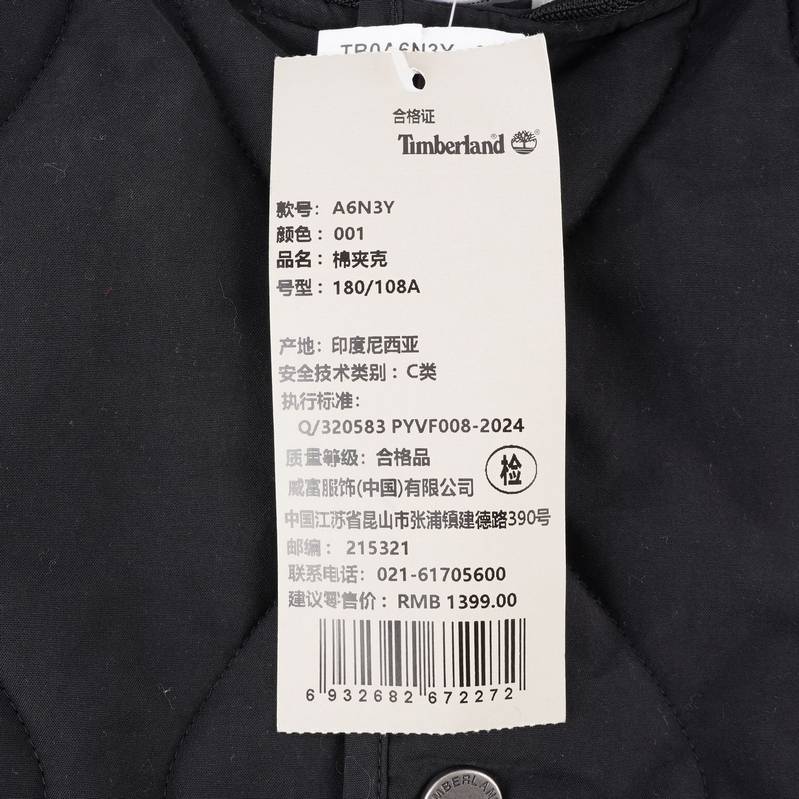 TB0A6N3Y
合格证
Timberland
款号： A6N3Y
颜色： 001
品名： 棉夹克
号型： 180/108A
产地： 印度尼西亚
安全技术类别： C类
执行标准：
Q/320583 PYVF008-2024
质量等级： 合格品
检
威富服饰(中国)有限公司
中国江苏省昆山市张浦镇建德路390号
邮编： 215321
联系电话： 021-61705600
建议零售价： RMB 1399.00
6 932682 672272
TIMBERLAND